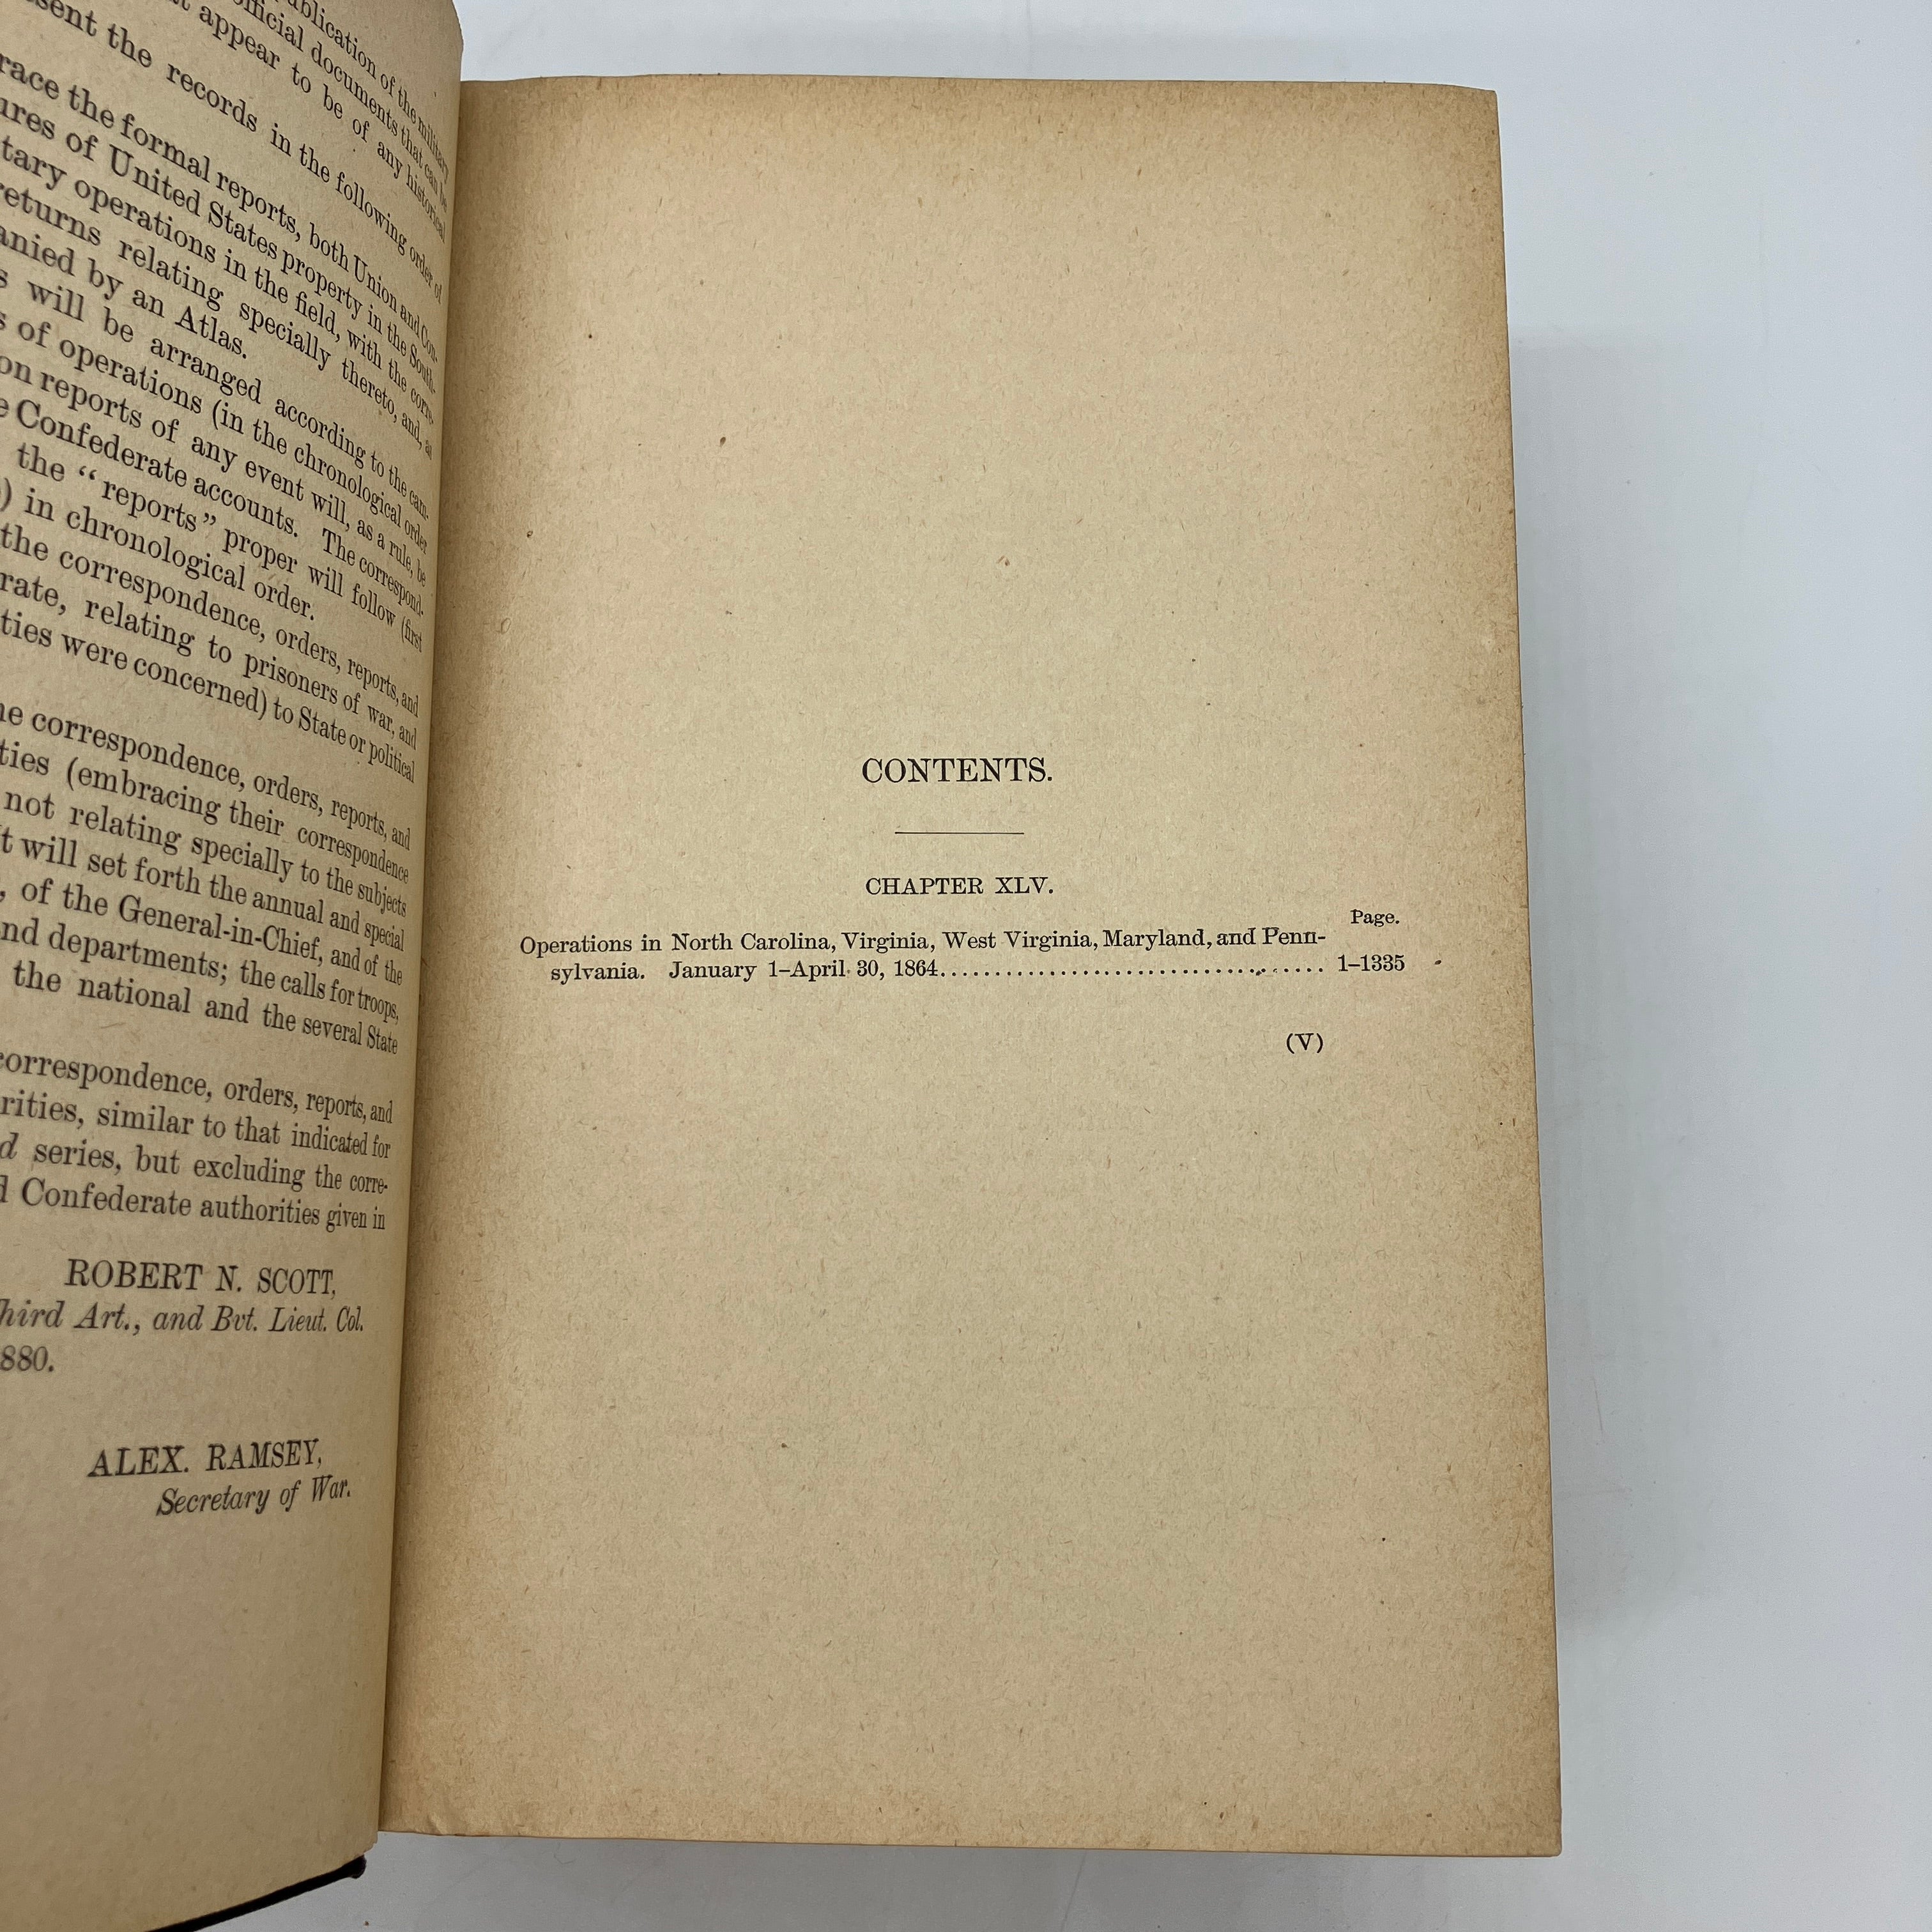 ublication of the military
official documents that can be
appear to be of any historical
sent the records in the following order of
race the formal reports, both Union and Con-
ures of United States property in the South-
tary operations in the field, with the corre-
returns relating specially thereto, and, as
anied by an Atlas.
s will be arranged according to the cam-
s of operations (in the chronological order
on reports of any event will, as a rule, be
e Confederate accounts. The correspond-
the “reports” proper will follow (first
) in chronological order.
the correspondence, orders, reports, and
rate, relating to prisoners of war, and
ties were concerned) to State or political
he correspondence, orders, reports, and
ties (embracing their correspondence
not relating specially to the subjects
t will set forth the annual and special
, of the General-in-Chief, and of the
nd departments; the calls for troops,
the national and the several State
correspondence, orders, reports, and
rities, similar to that indicated for
d series, but excluding the corre-
d Confederate authorities given in
ROBERT N. SCOTT,
Third Art., and Bvt. Lieut. Col.
880.
ALEX. RAMSEY,
Secretary of War.
CONTENTS.
CHAPTER XLV.
Page.
Operations in North Carolina, Virginia, West Virginia, Maryland, and Penn-
sylvania. January 1–April 30, 1864.................................... 1–1335
(V)